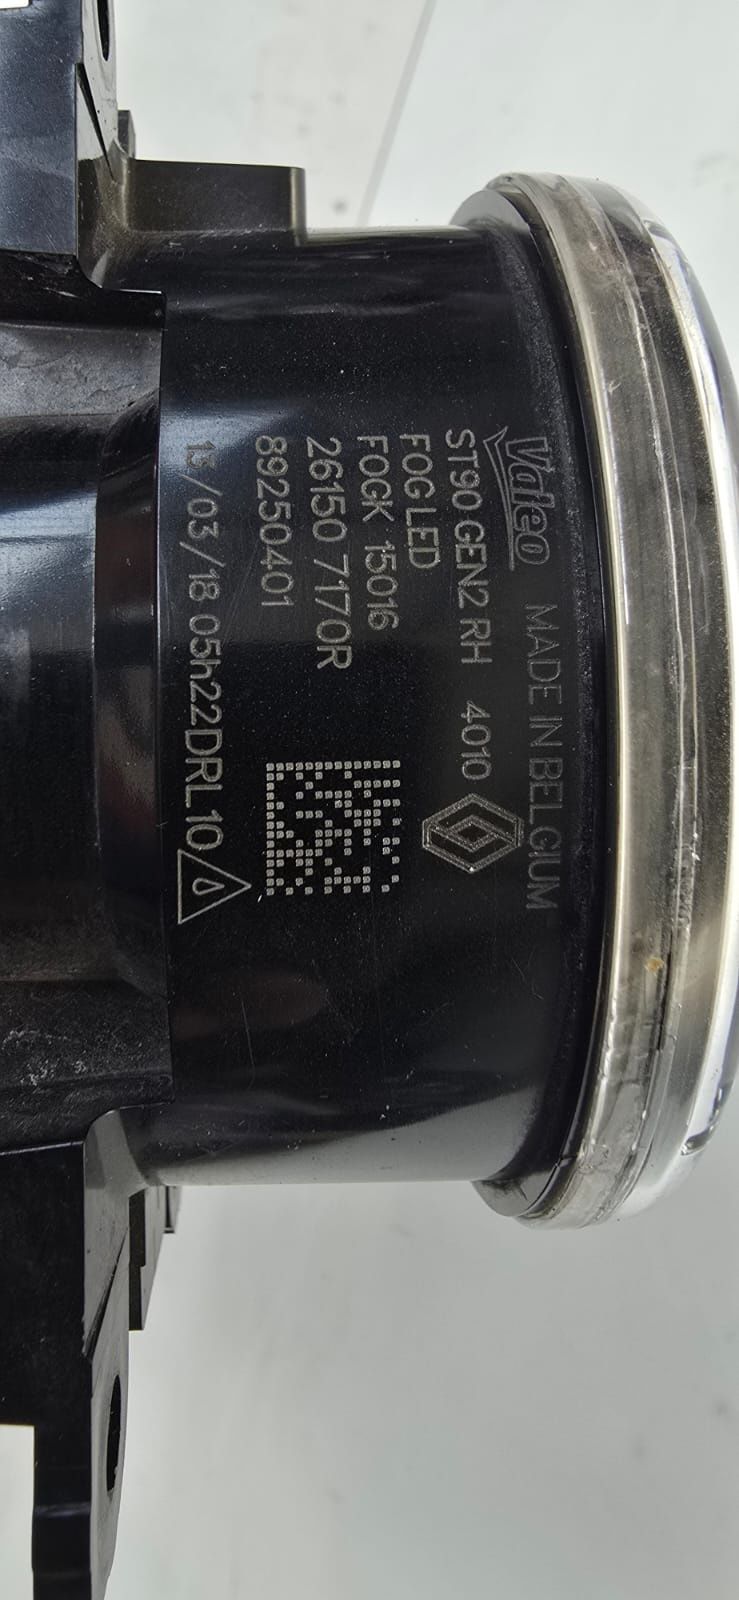 Valeo MADE IN BELGIUM
ST90 GEN2 RH 4010
FOG LED
FOGK 15016
26150 7170R
89250401
13/03/18 05h22DRL10